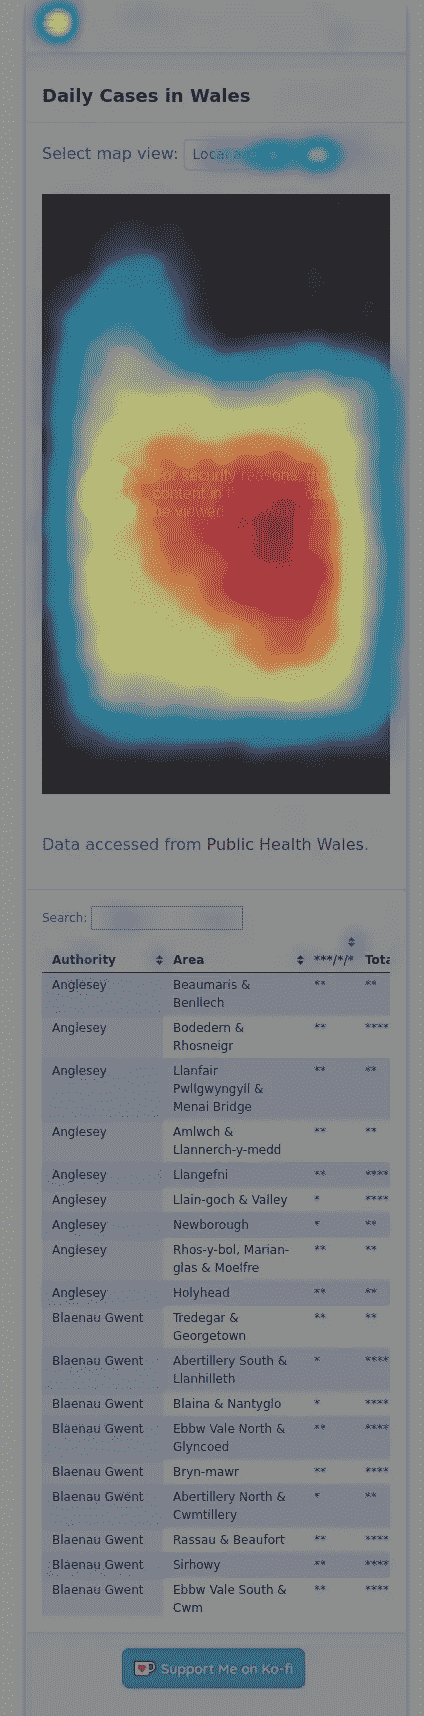 Daily Cases in Wales
Select map view: Local
For security reasons,
content in
be viewed
Data accessed from Public Health Wales.
Search:
Authority Area ***/*/* Tota
Anglesey Beaumaris & ** **
Benllech
Anglesey Bodedern & ** ****
Rhosneigr
Anglesey Llanfair ** **
Pwllgwyngyll &
Menai Bridge
Anglesey Amlwch & ** **
Llannerch-y-medd
Anglesey Llangefni ** ****
Anglesey Llain-goch & Valley * ****
Anglesey Newborough * **
Anglesey Rhos-y-bol, Marian- ** **
glas & Moelfre
Anglesey Holyhead ** **
Blaenau Gwent Tredegar & ** **
Georgetown
Blaenau Gwent Abertillery South & * ****
Llanhilleth
Blaenau Gwent Blaina & Nantyglo * ****
Blaenau Gwent Ebbw Vale North & ** ****
Glyncoed
Blaenau Gwent Bryn-mawr ** ****
Blaenau Gwent Abertillery North & * **
Cwmtillery
Blaenau Gwent Rassau & Beaufort ** ****
Blaenau Gwent Sirhowy ** ****
Blaenau Gwent Ebbw Vale South & ** ****
Cwm
Support Me on Ko-fi